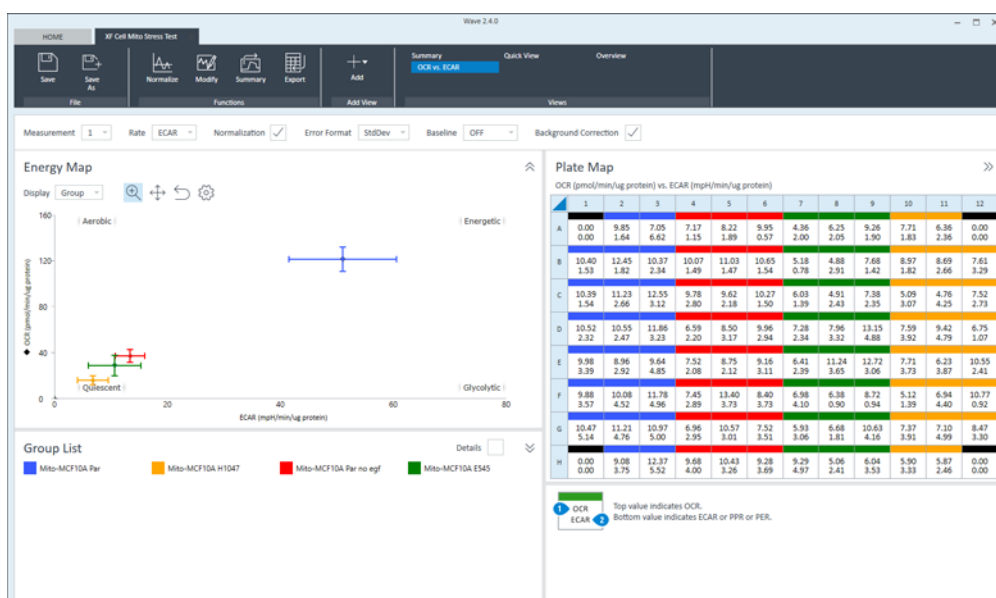 Wave 2.4.0
HOME
XF Cell Mito Stress Test
Save
Save As
Normalize
Modify
Summary
Export
Add
Summary
Quick View
Overview
OCR vs. ECAR
File
Functions
Add View
Views
Measurement 1 Rate ECAR Normalization Error Format StdDev Baseline OFF Background Correction
Energy Map
Display Group
160
120
80
40
0
OCR (pmol/min/ug protein)
Aerobic
Energetic
Quiescent
Glycolytic
0 20 40 60 80
ECAR (mpH/min/ug protein)
Group List
Details
Mito-MCF10A Par
Mito-MCF10A H1047
Mito-MCF10A Par no egf
Mito-MCF10A E545
Plate Map
OCR (pmol/min/ug protein) vs. ECAR (mpH/min/ug protein)
1 2 3 4 5 6 7 8 9 10 11 12
A
0.00 9.85 7.05 7.17 8.22 9.95 4.36 6.25 9.26 7.71 6.36 0.00
0.00 1.64 6.62 1.15 1.89 0.57 2.00 2.05 1.90 1.83 2.36 0.00
B
10.40 12.45 10.37 10.07 11.03 10.65 5.18 4.88 7.68 8.97 8.69 7.61
1.53 1.82 2.34 1.49 1.47 1.54 0.78 2.91 1.42 1.82 2.66 3.29
C
10.39 11.23 12.55 9.78 9.62 10.27 6.03 4.91 7.38 5.09 4.76 7.52
1.54 2.66 3.12 2.80 2.18 1.50 1.39 2.43 2.35 3.07 4.25 2.73
D
10.52 10.55 11.86 6.59 8.50 9.96 7.28 7.96 13.15 7.59 9.42 6.75
2.32 2.47 3.23 2.20 3.17 2.94 2.34 3.32 4.88 3.92 4.79 1.07
E
9.98 8.96 9.64 7.52 8.75 9.16 6.41 11.24 12.72 7.71 6.23 10.55
3.39 2.92 4.85 2.08 2.12 3.11 2.39 3.65 3.06 3.73 3.87 2.41
F
9.88 10.08 11.78 7.45 13.40 8.40 6.98 6.38 8.72 5.12 6.94 10.77
3.57 4.52 4.96 2.89 3.73 3.73 4.10 0.90 0.94 1.39 4.40 0.92
G
10.47 11.21 10.97 6.96 10.57 7.52 5.93 6.68 10.63 7.37 7.10 8.47
5.14 4.76 5.00 2.95 3.01 3.51 3.06 1.81 4.16 3.91 4.99 3.30
H
0.00 9.08 12.37 9.68 10.43 9.28 9.29 5.06 6.04 5.90 5.87 0.00
0.00 3.75 5.52 4.00 3.26 3.69 4.97 2.41 3.53 3.33 2.46 0.00
1 OCR
ECAR 2
Top value indicates OCR.
Bottom value indicates ECAR or PPR or PER.